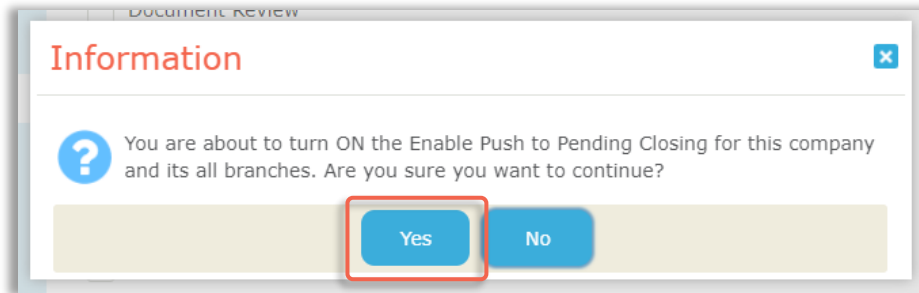 Document Review
Information
You are about to turn ON the Enable Push to Pending Closing for this company
and its all branches. Are you sure you want to continue?
Yes
No